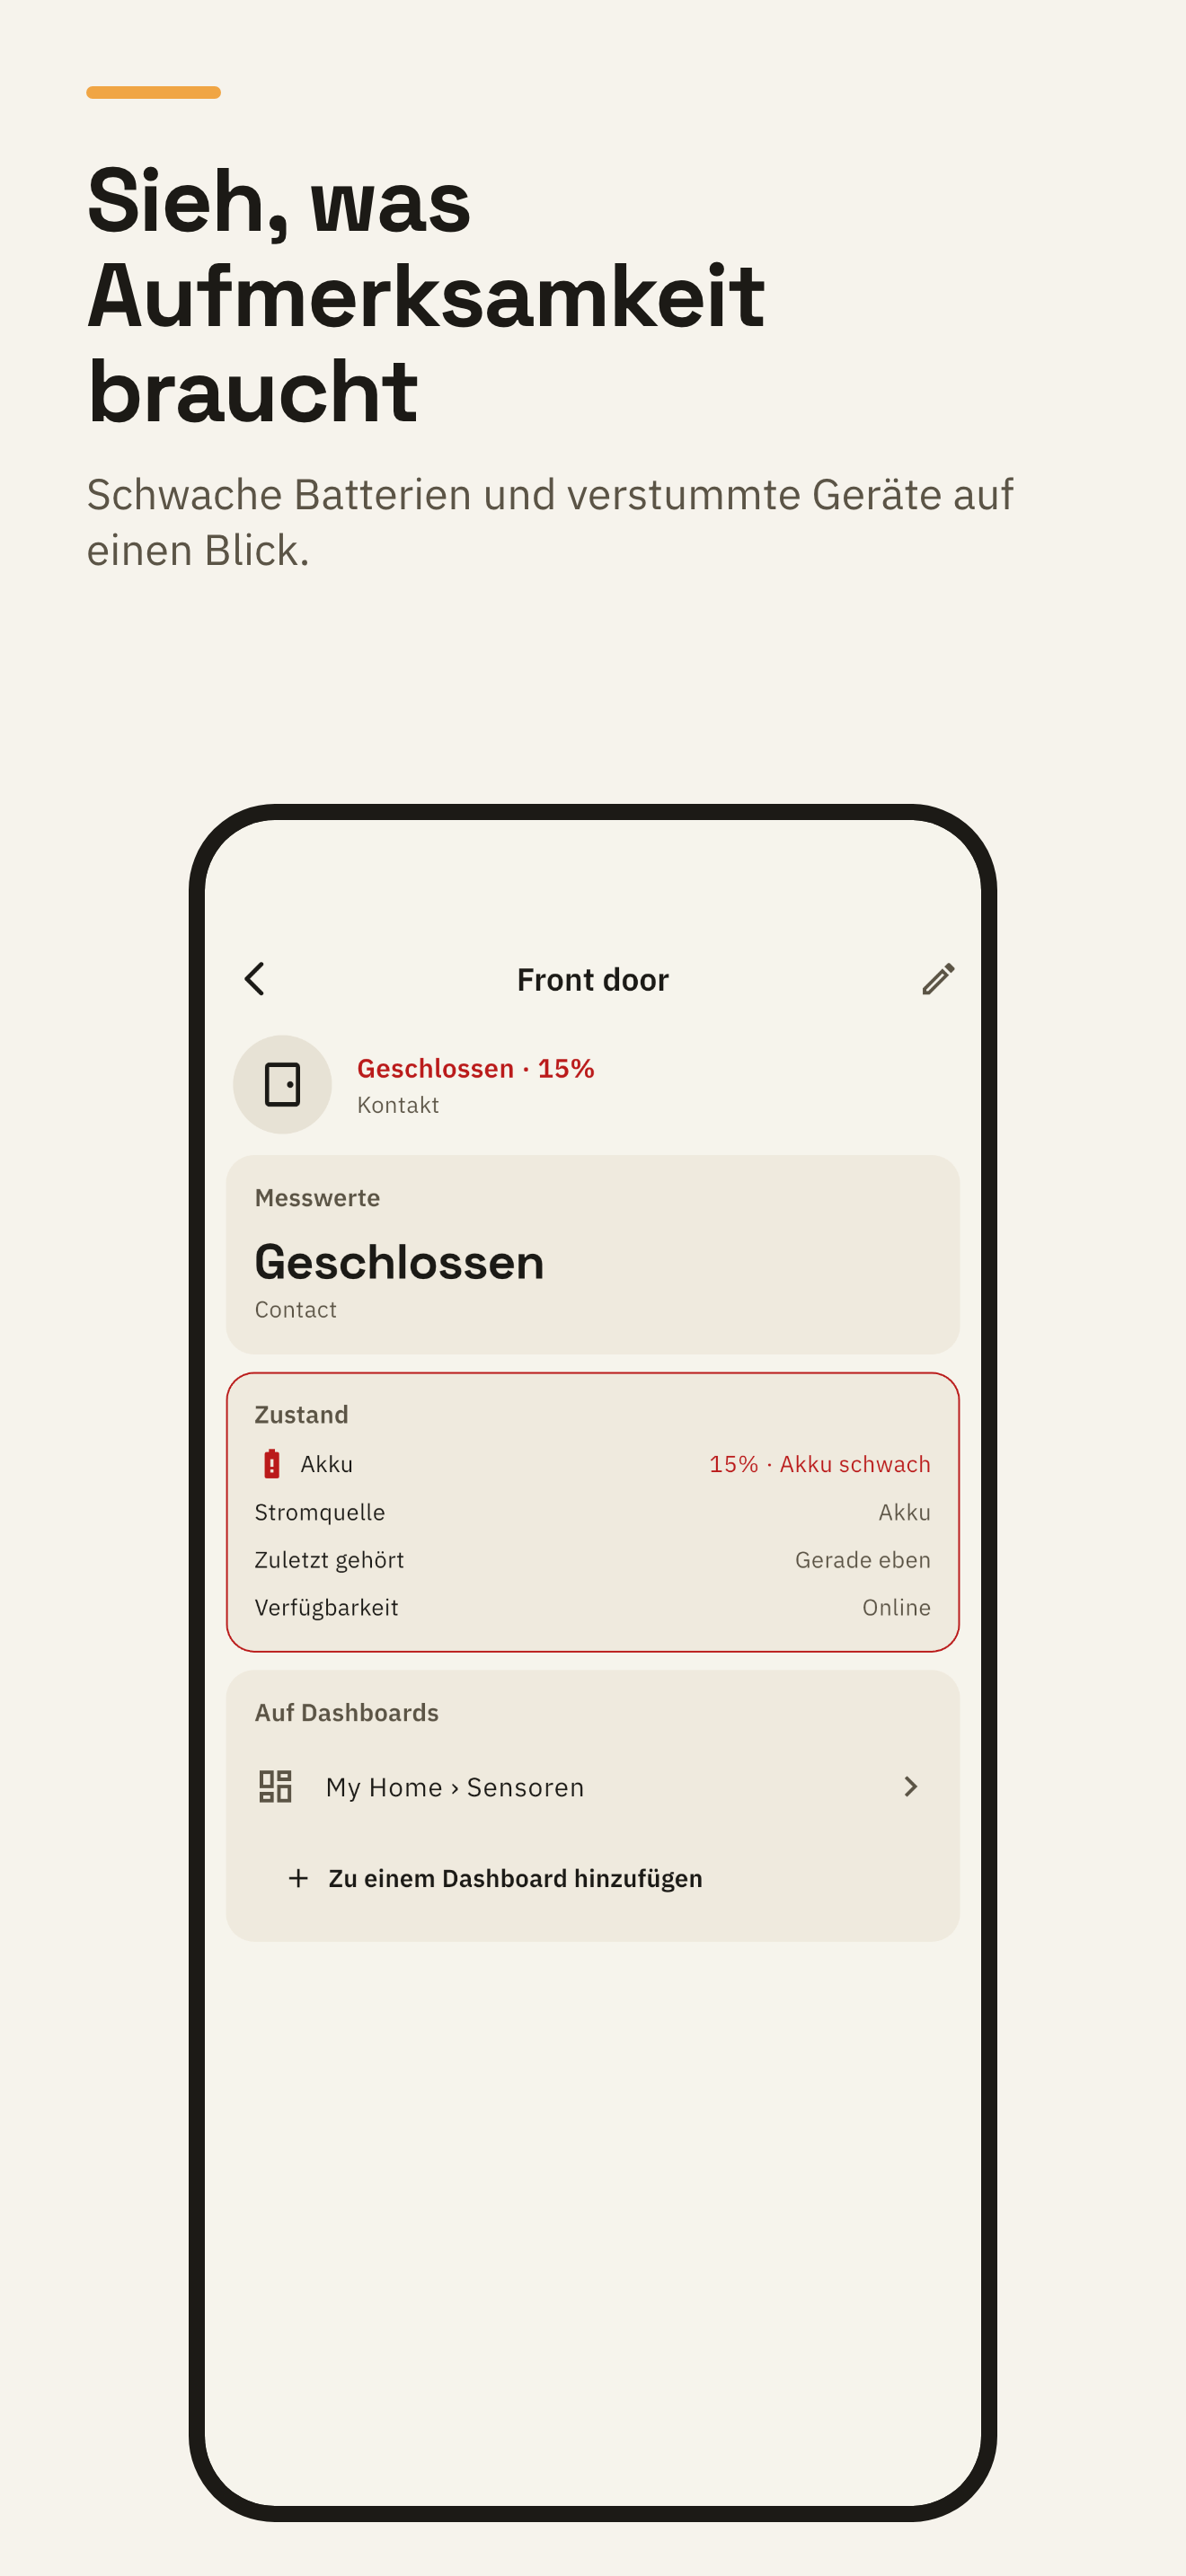 Sieh, was
Aufmerksamkeit
braucht
Schwache Batterien und verstummte Geräte auf
einen Blick.
Front door
Geschlossen · 15%
Kontakt
Messwerte
Geschlossen
Contact
Zustand
Akku 15% · Akku schwach
Stromquelle Akku
Zuletzt gehört Gerade eben
Verfügbarkeit Online
Auf Dashboards
My Home › Sensoren
+ Zu einem Dashboard hinzufügen